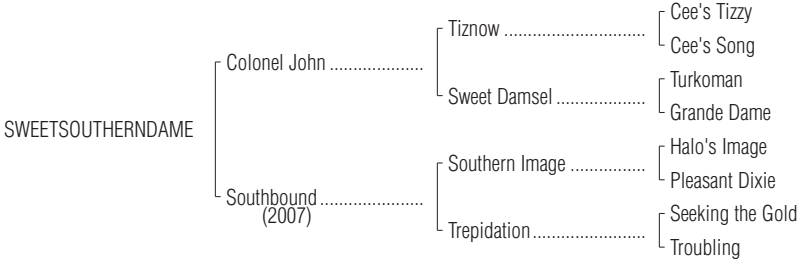 Cee's Tizzy
Tiznow ..............................
Cee's Song
Colonel John ....................
Turkoman
Sweet Damsel ...................
Grande Dame
SWEETSOUTHERNDAME
Halo's Image
Southern Image ................
Pleasant Dixie
Southbound ......................
(2007)
Seeking the Gold
Trepidation ........................
Troubling